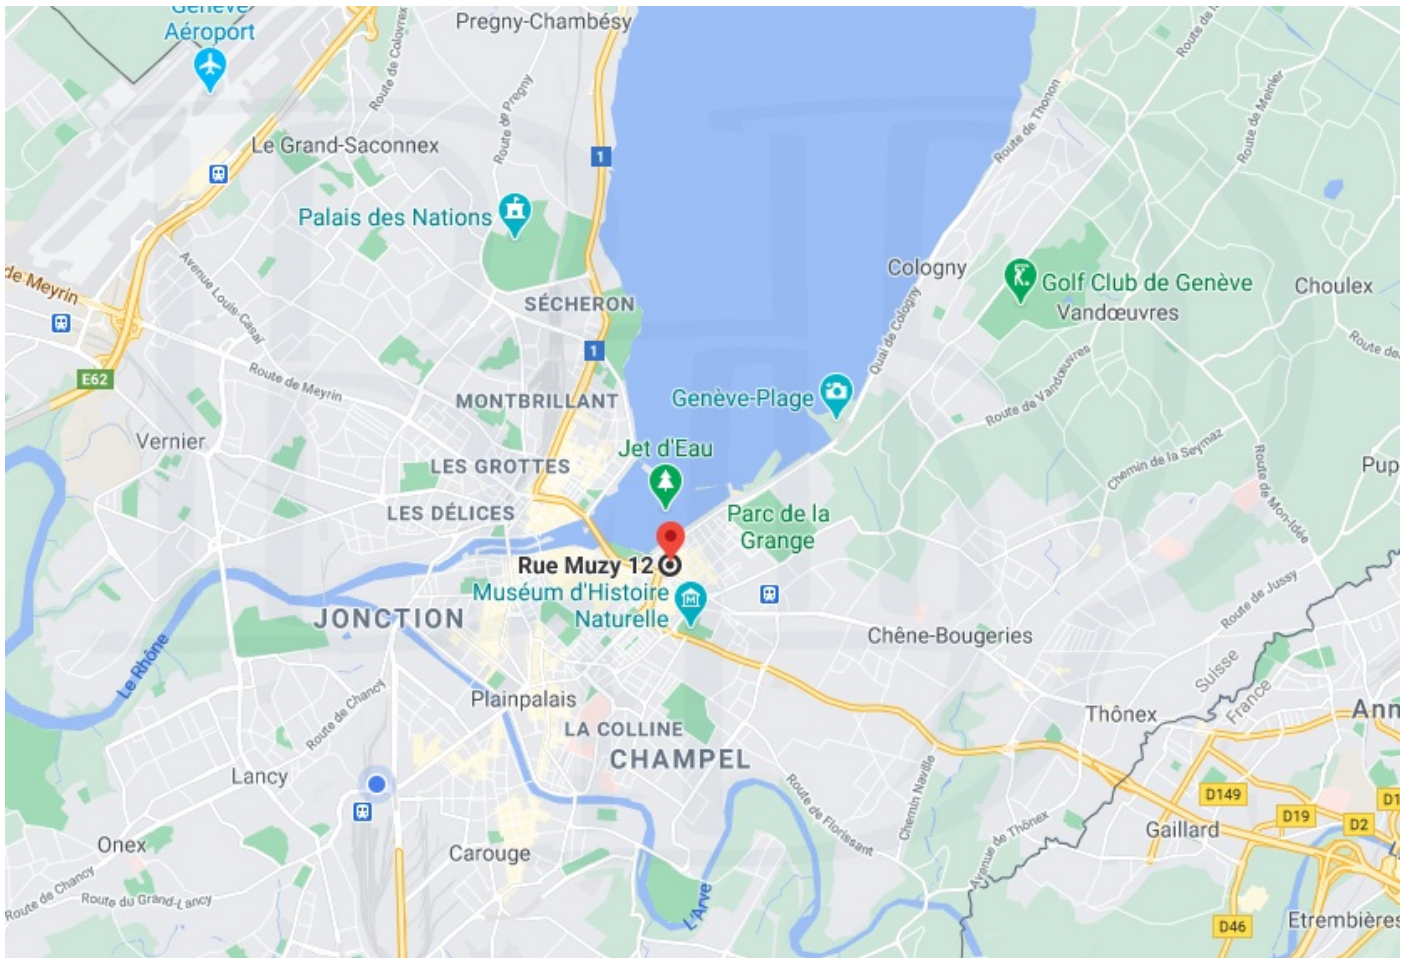 Genève
Aéroport
Pregny-Chambésy
Route de Colovrex
Route de Pregny
Route de Thonon
Route de Meinier
Le Grand-Saconnex
1
Palais des Nations
Cologny
Golf Club de Genève
Vandœuvres
Choulex
de Meyrin
Avenue Louis-Casaï
SÉCHERON
Quai de Cologny
1
Route de
E62
Route de Meyrin
MONTBRILLANT
Genève-Plage
Route de Vandœuvres
Vernier
Jet d'Eau
LES GROTTES
Chemin de la Seymaz
Route de Mon-Idée
Pup
LES DÉLICES
Parc de la
Grange
Rue Muzy 12
Muséum d'Histoire
Naturelle
JONCTION
Route de Jussy
Chêne-Bougeries
Le Rhône
Suisse
France
Plainpalais
Route de Chancy
Thônex
Ann
LA COLLINE
CHAMPEL
Lancy
Route de Florissant
Chemin Naville
D149
D1
D19
D2
Gaillard
Avenue de Thônex
Onex
Carouge
Route de Chancy
Route du Grand-Lancy
L'Arve
D46
Etrembières